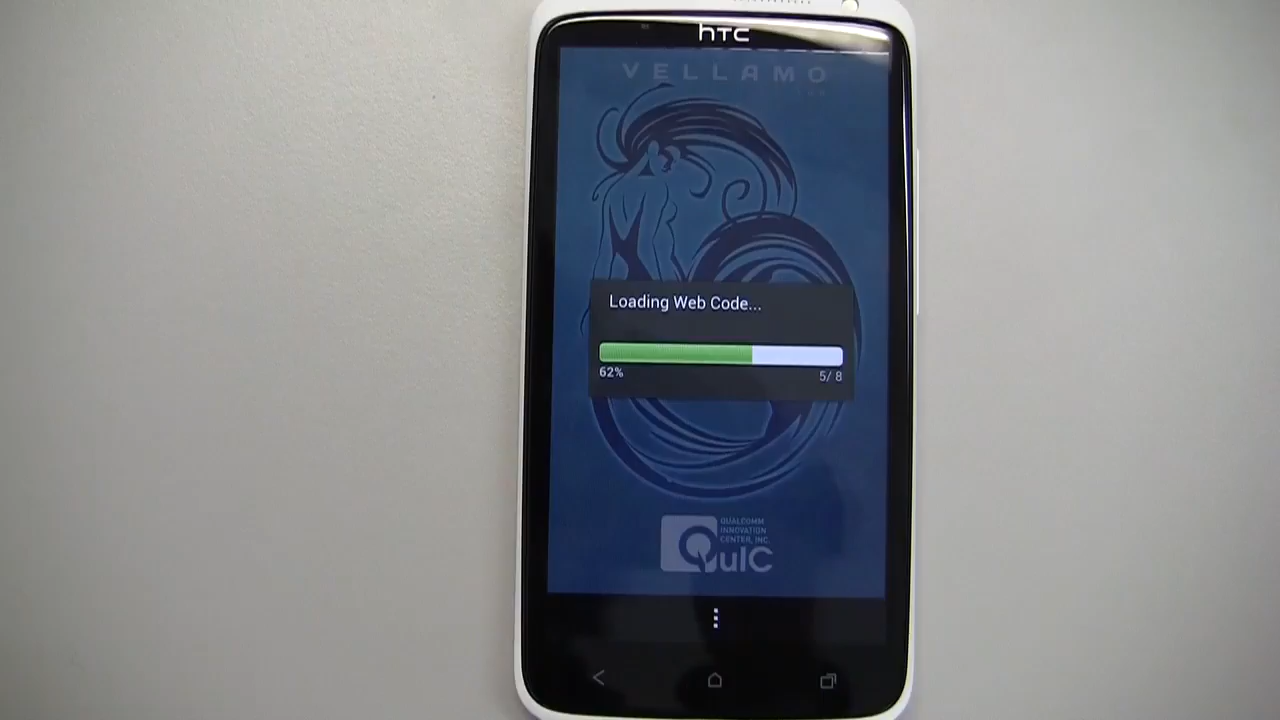 hTC
VELLAMO
Loading Web Code...
62%
5/ 8
QUALCOMM
INNOVATION
CENTER, INC.
QuIC